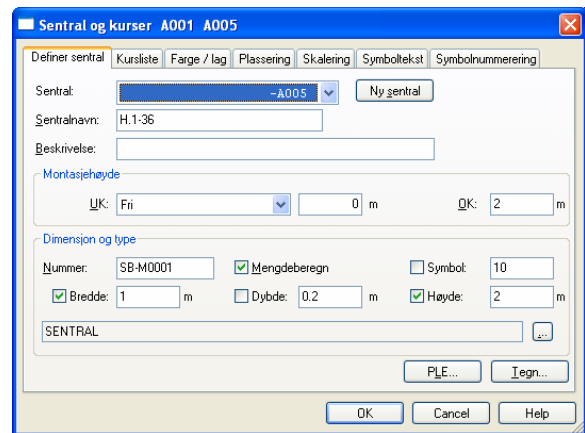 Sentral og kurser A001 A005
Definer sentral Kursliste Farge / lag Plassering Skalering Symboltekst Symbolnummerering
Sentral: -A005 Ny sentral
Sentralnavn: H.1-36
Beskrivelse:
Montasjehøyde
UK: Fri 0 m OK: 2 m
Dimensjon og type
Nummer: SB-M0001 Mengdeberegn Symbol: 10
Bredde: 1 m Dybde: 0.2 m Høyde: 2 m
SENTRAL ...
PLE... Tegn...
OK Cancel Help